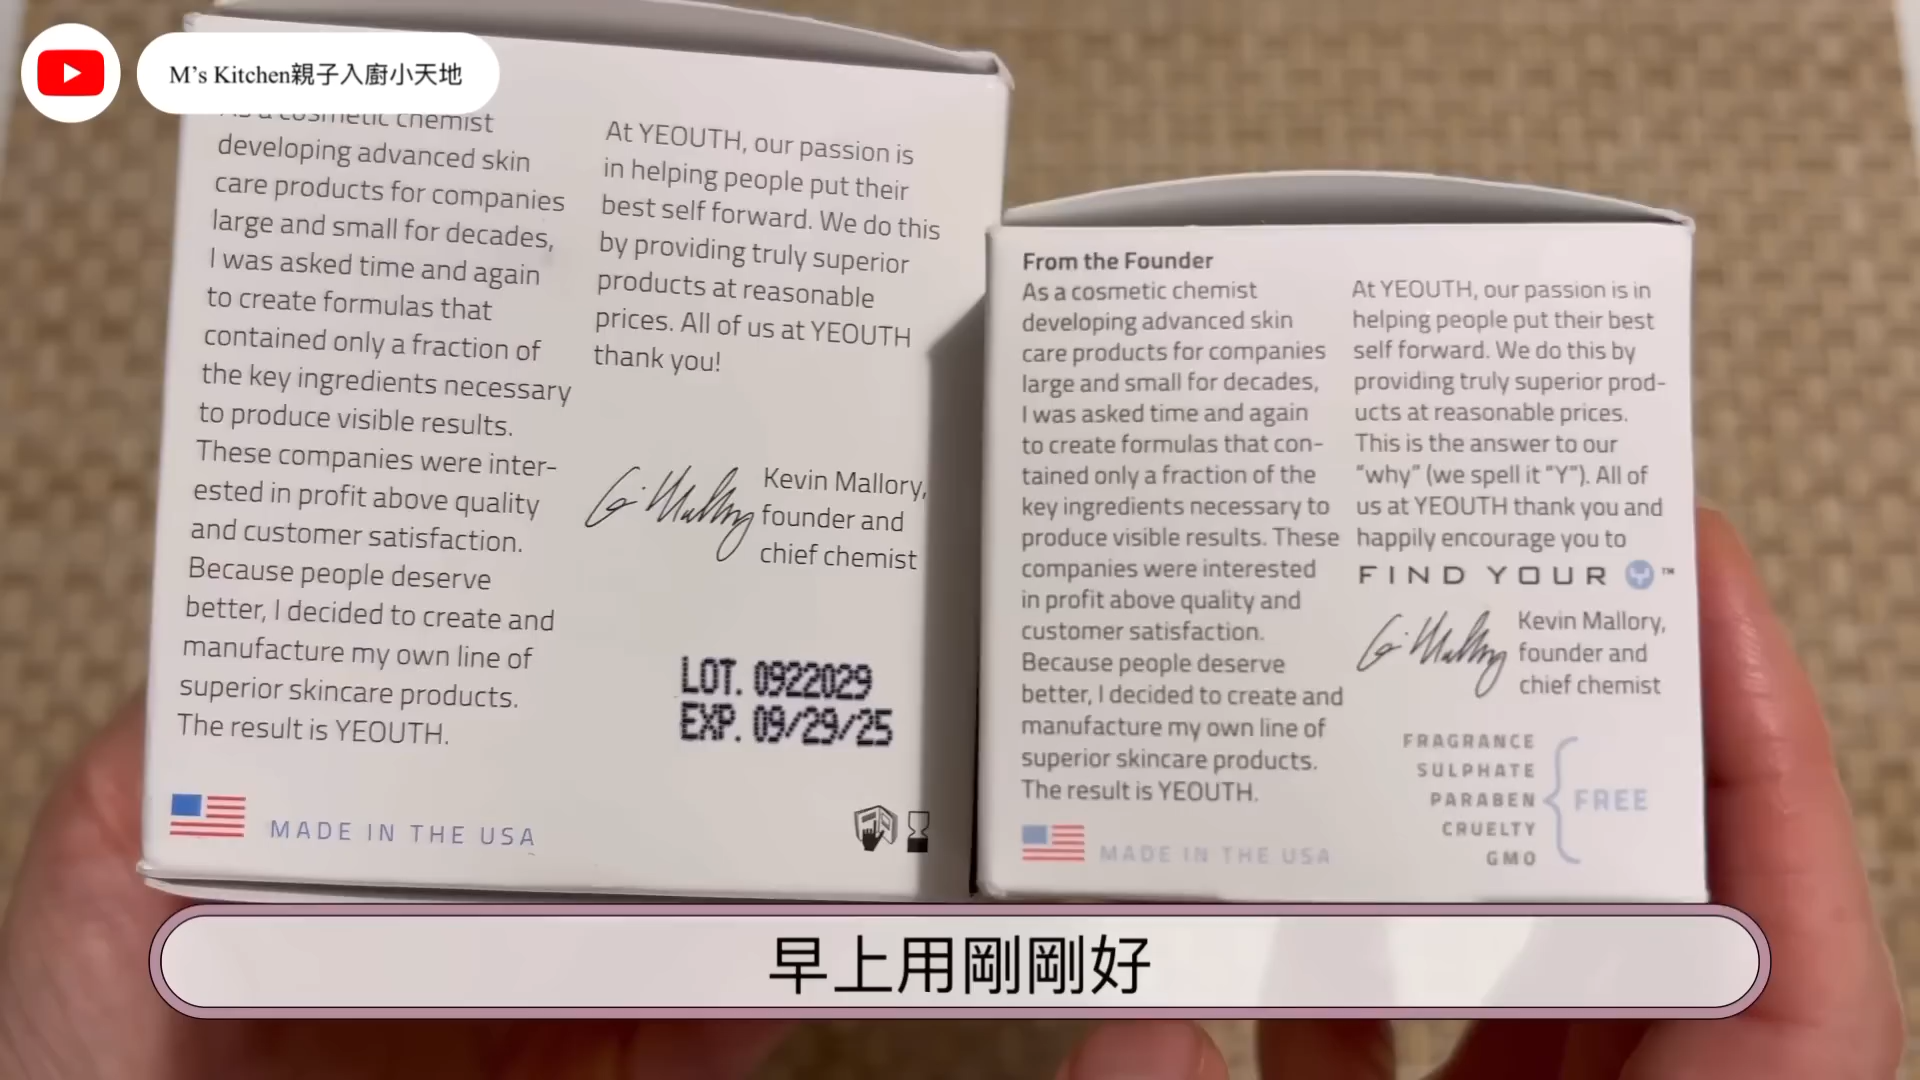 M's Kitchen親子入廚小天地
As a cosmetic chemist
developing advanced skin
care products for companies
large and small for decades,
I was asked time and again
to create formulas that
contained only a fraction of
the key ingredients necessary
to produce visible results.
These companies were inter-
ested in profit above quality
and customer satisfaction.
Because people deserve
better, I decided to create and
manufacture my own line of
superior skincare products.
The result is YEOUTH.
MADE IN THE USA
At YEOUTH, our passion is
in helping people put their
best self forward. We do this
by providing truly superior
products at reasonable
prices. All of us at YEOUTH
thank you!
Kevin Mallory,
founder and
chief chemist
LOT. 0922029
EXP. 09/29/25
From the Founder
As a cosmetic chemist
developing advanced skin
care products for companies
large and small for decades,
I was asked time and again
to create formulas that con-
tained only a fraction of the
key ingredients necessary to
produce visible results. These
companies were interested
in profit above quality and
customer satisfaction.
Because people deserve
better, I decided to create and
manufacture my own line of
superior skincare products.
The result is YEOUTH.
MADE IN THE USA
At YEOUTH, our passion is in
helping people put their best
self forward. We do this by
providing truly superior prod-
ucts at reasonable prices.
This is the answer to our
“why” (we spell it “Y”). All of
us at YEOUTH thank you and
happily encourage you to
FIND YOUR Y™
Kevin Mallory,
founder and
chief chemist
FRAGRANCE
SULPHATE
PARABEN
CRUELTY
GMO
FREE
早上用剛剛好